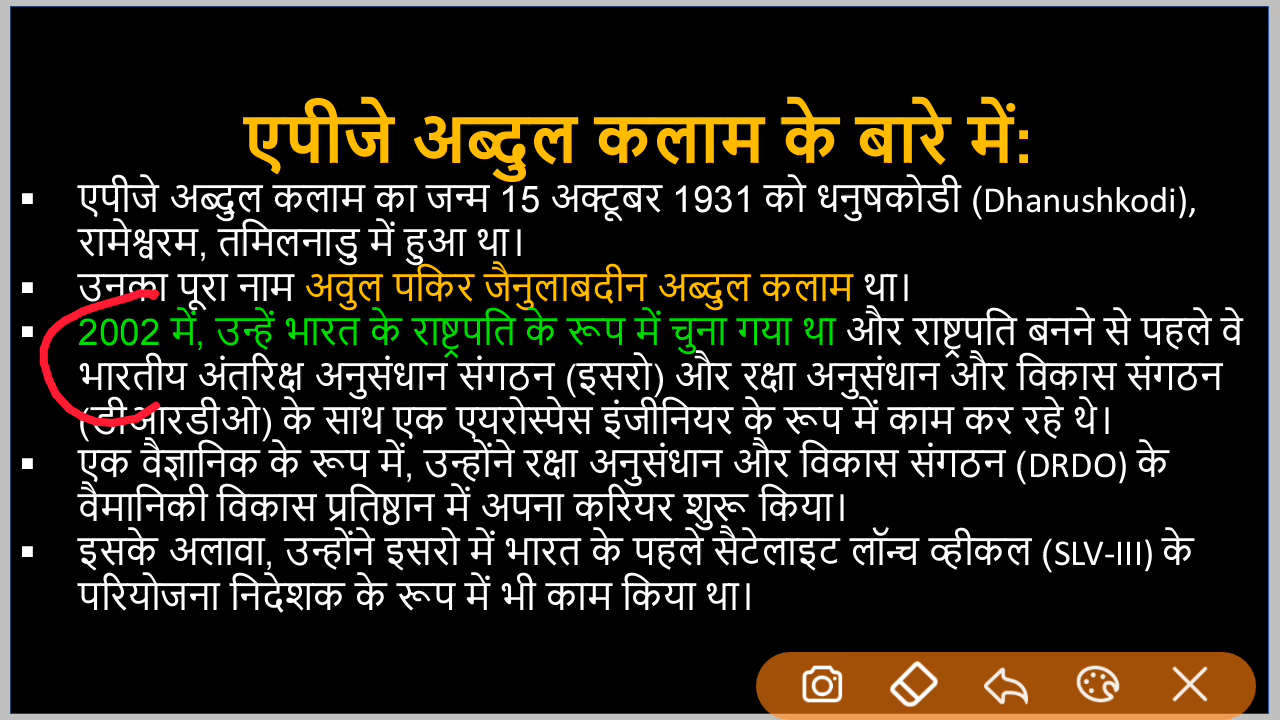 एपीजे अब्दुल कलाम के बारे में:
▪ एपीजे अब्दुल कलाम का जन्म 15 अक्टूबर 1931 को धनुषकोडी (Dhanushkodi),
रामेश्वरम, तमिलनाडु में हुआ था।
▪ उनका पूरा नाम अवुल पकिर जैनुलाबदीन अब्दुल कलाम था।
▪ 2002 में, उन्हें भारत के राष्ट्रपति के रूप में चुना गया था और राष्ट्रपति बनने से पहले वे
भारतीय अंतरिक्ष अनुसंधान संगठन (इसरो) और रक्षा अनुसंधान और विकास संगठन
(डीआरडीओ) के साथ एक एयरोस्पेस इंजीनियर के रूप में काम कर रहे थे।
▪ एक वैज्ञानिक के रूप में, उन्होंने रक्षा अनुसंधान और विकास संगठन (DRDO) के
वैमानिकी विकास प्रतिष्ठान में अपना करियर शुरू किया।
▪ इसके अलावा, उन्होंने इसरो में भारत के पहले सैटेलाइट लॉन्च व्हीकल (SLV-III) के
परियोजना निदेशक के रूप में भी काम किया था।